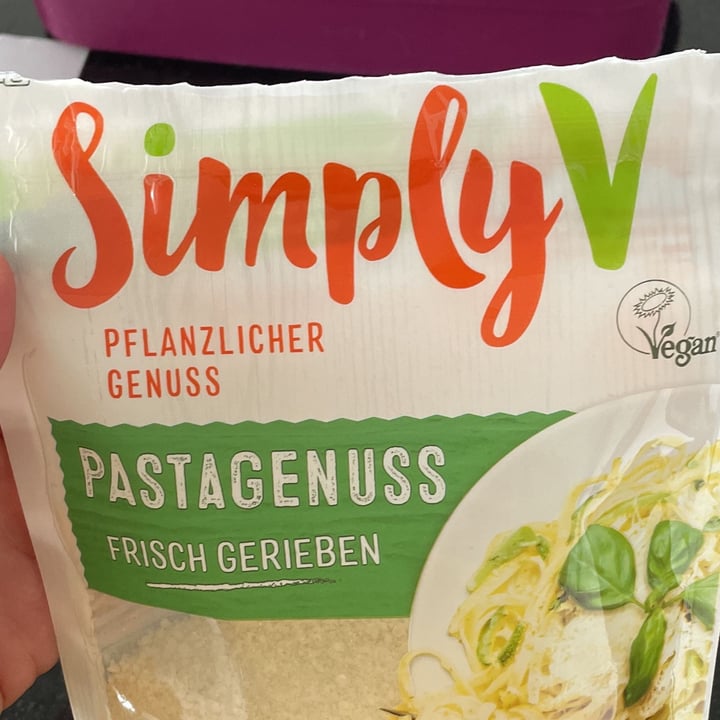 SimplyV
PFLANZLICHER
GENUSS
Vegan
PASTAGENUSS
FRISCH GERIEBEN